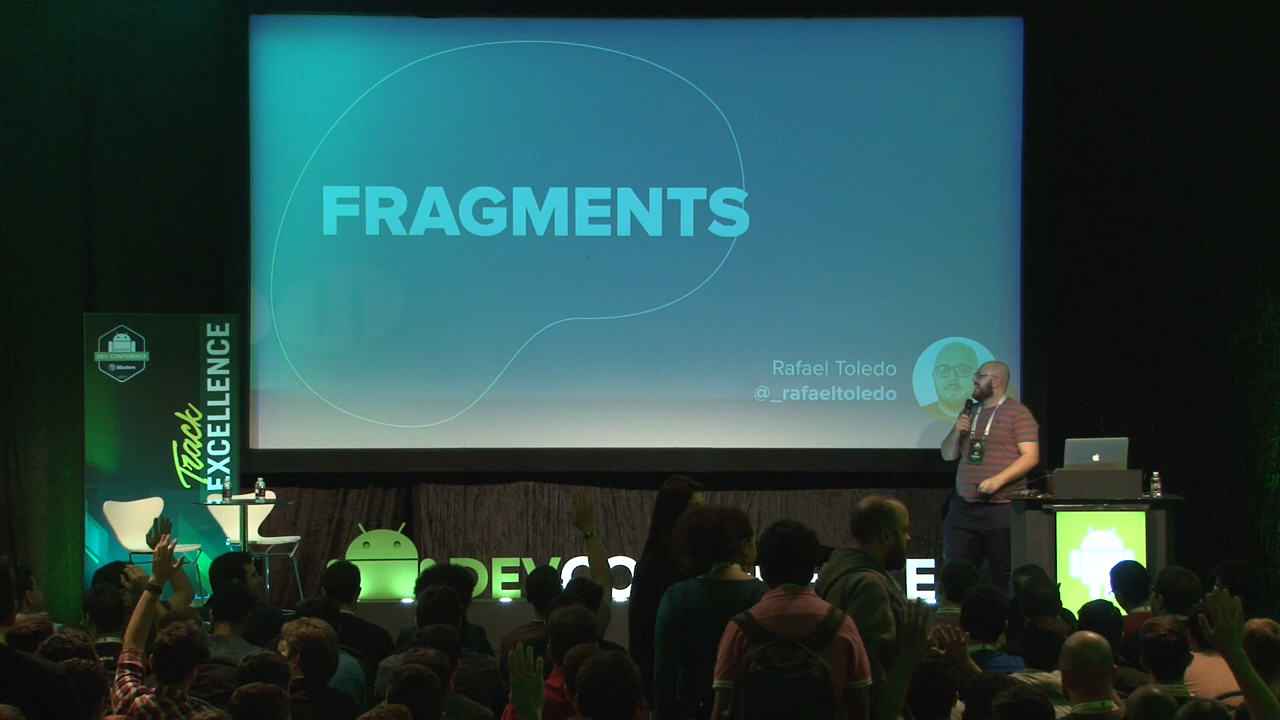 FRAGMENTS
Rafael Toledo
@_rafaeltoledo
DEV CONFERENCE
Track
EXCELLENCE